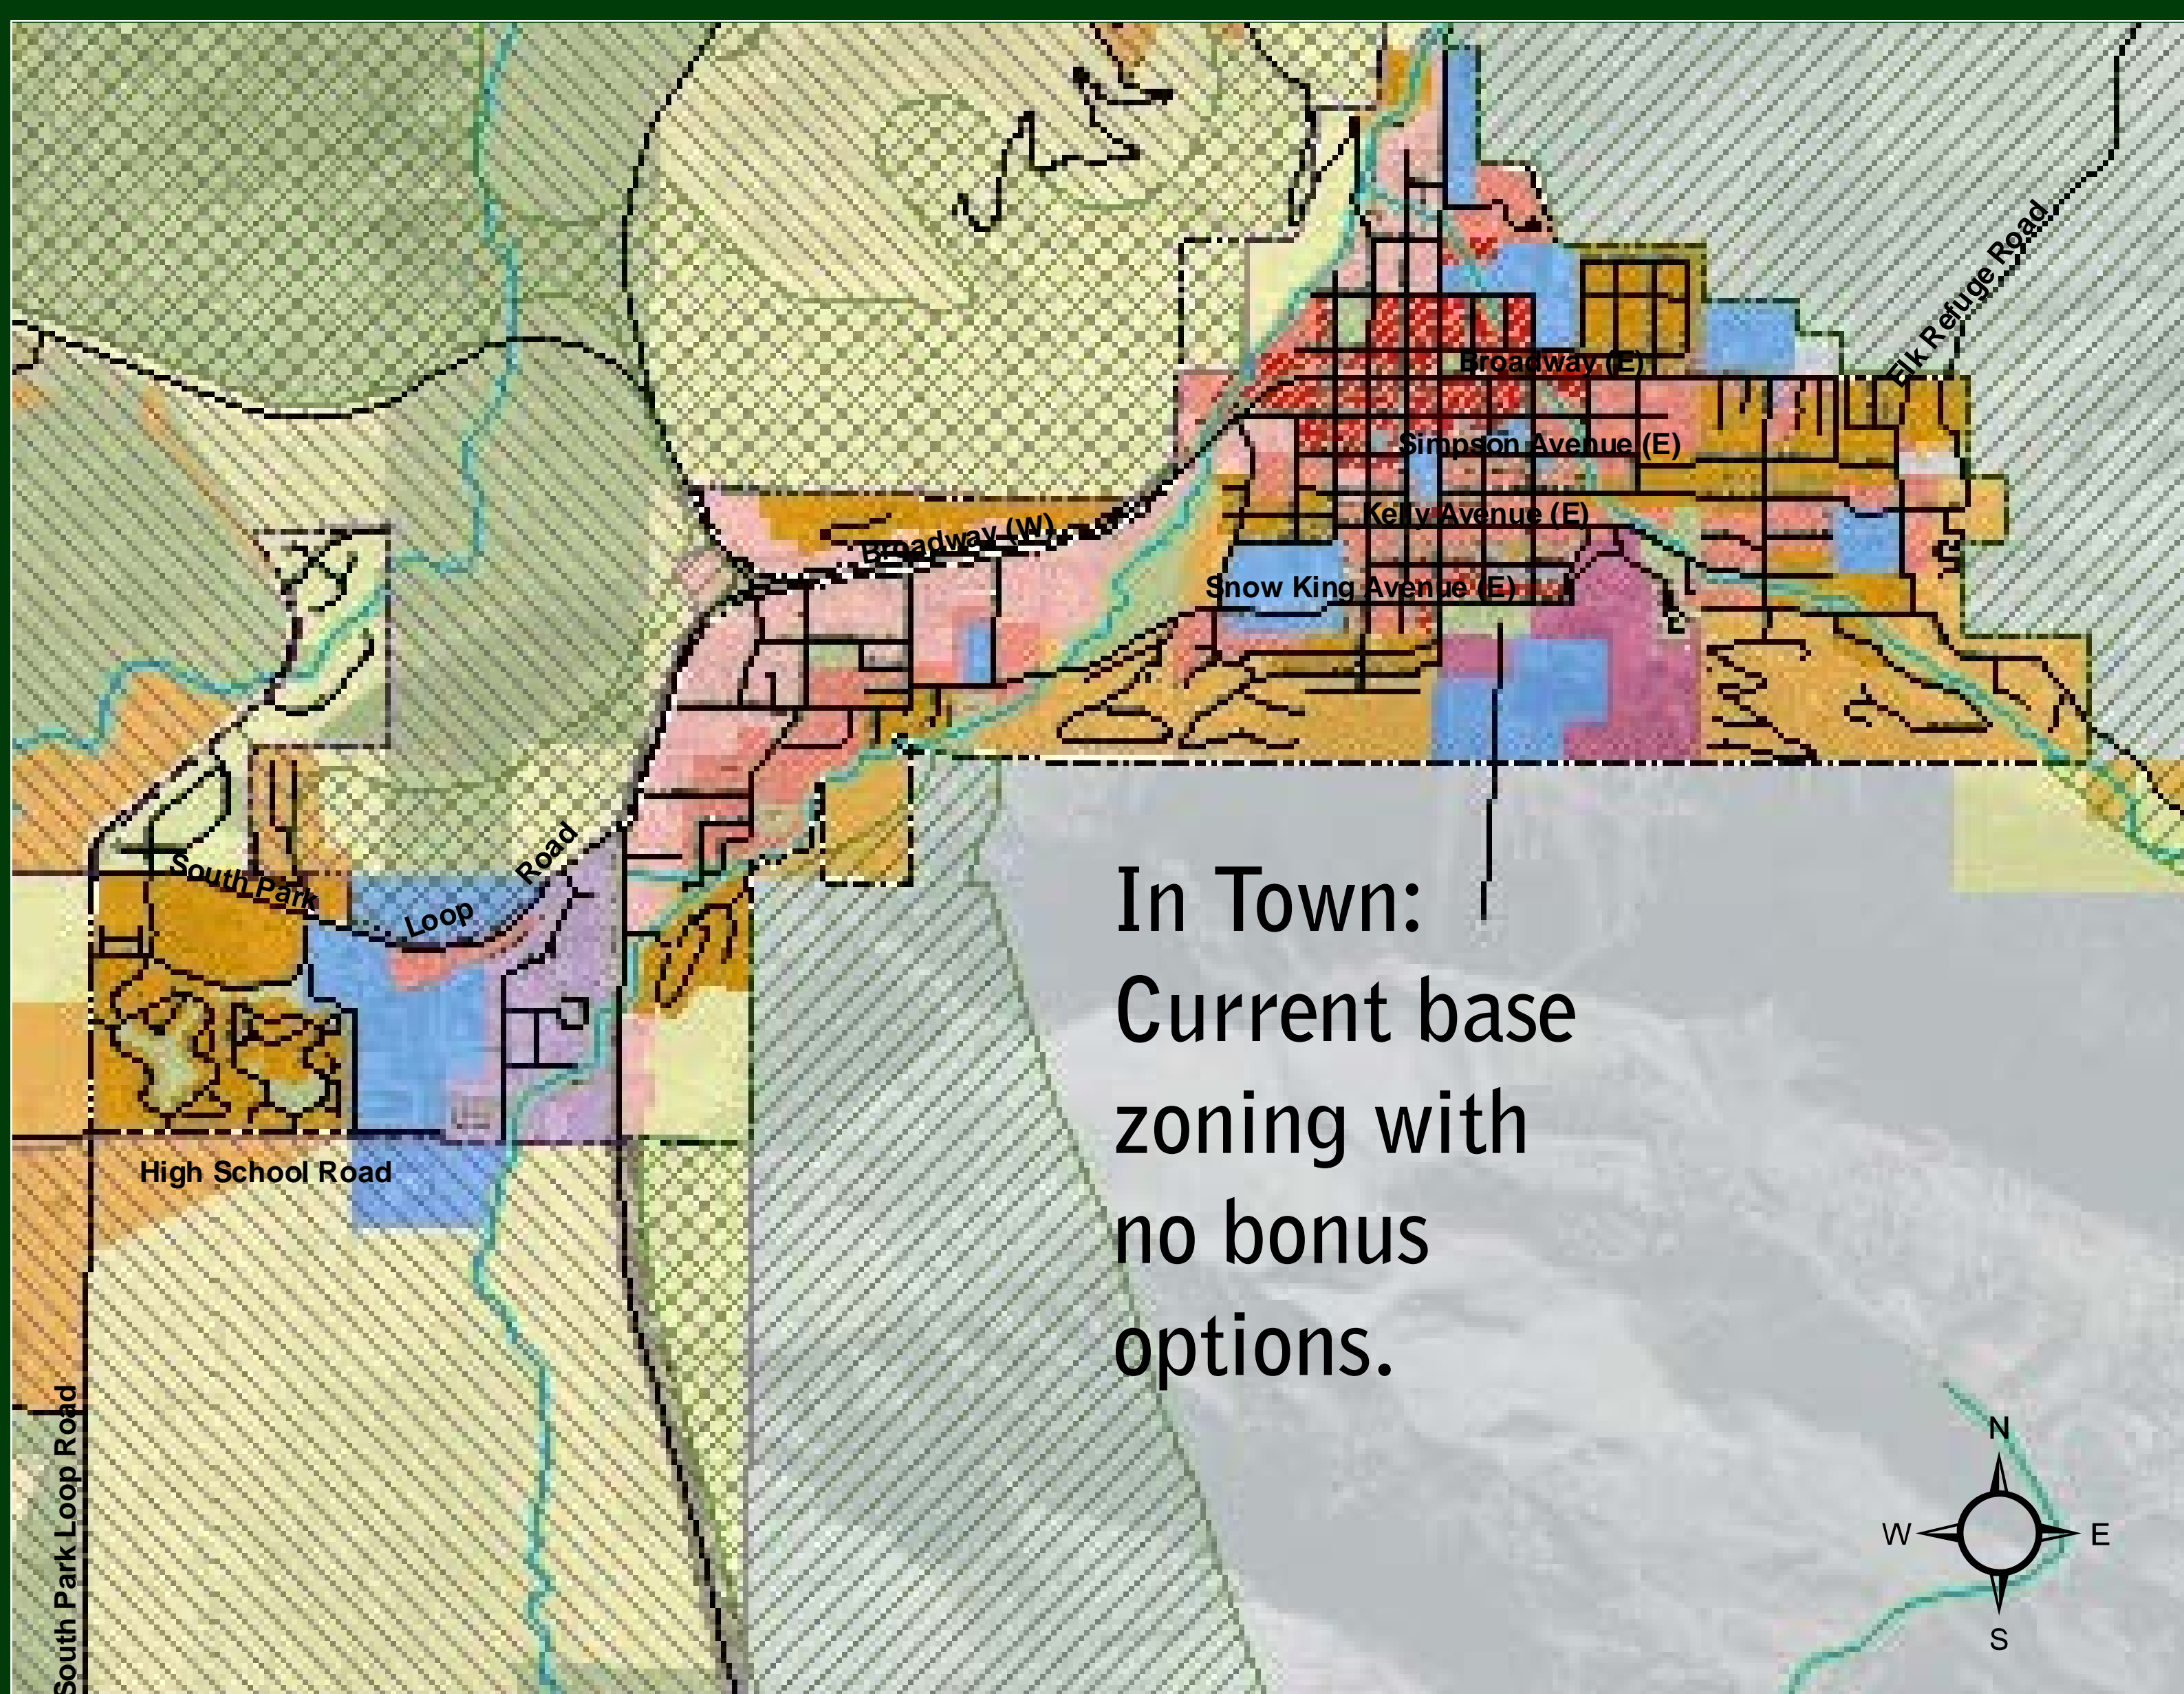 Elk Refuge Road
Broadway (E)
Simpson Avenue (E)
Kelly Avenue (E)
Broadway (W)
Snow King Avenue (E)
South Park
Loop
Road
High School Road
South Park Loop Road
In Town:
Current base
zoning with
no bonus
options.
N
W
E
S